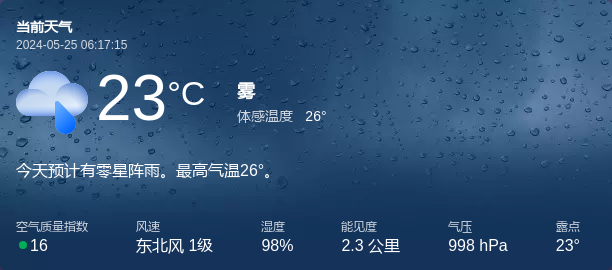 当前天气
2024-05-25 06:17:15
23°C
雾
体感温度 26°
今天预计有零星阵雨。最高气温26°。
空气质量指数 风速 湿度 能见度 气压 露点
16 东北风 1级 98% 2.3 公里 998 hPa 23°